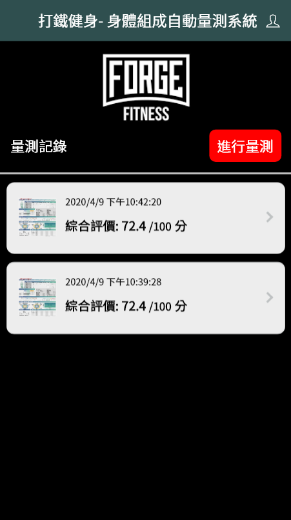 打鐵健身- 身體組成自動量測系統
FORGE
FITNESS
量測記錄
進行量測
2020/4/9 下午10:42:20
綜合評價: 72.4 /100 分
2020/4/9 下午10:39:28
綜合評價: 72.4 /100 分